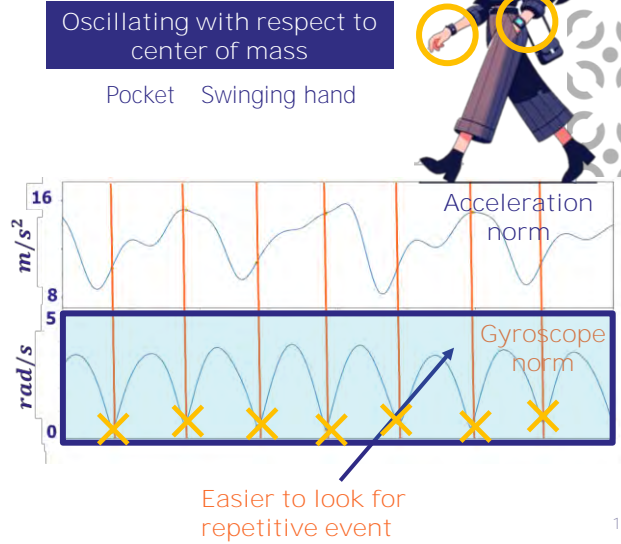 Oscillating with respect to
center of mass
Pocket Swinging hand
16
m/s²
8
Acceleration
norm
5
rad/s
0
Gyroscope
norm
Easier to look for
repetitive event
1